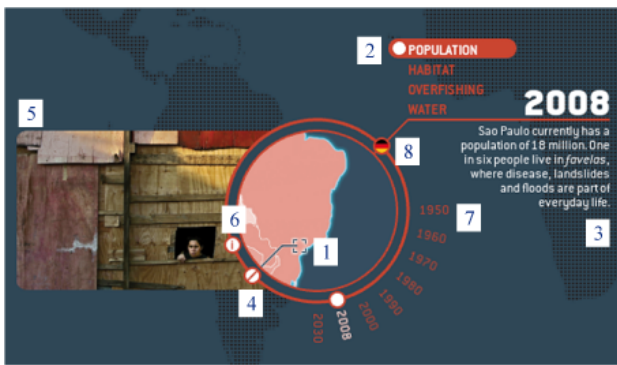 2
POPULATION
HABITAT
OVERFISHING
WATER
2008
5
Sao Paulo currently has a
population of 18 million. One
in six people live in favelas,
where disease, landslides
and floods are part of
everyday life.
8
1950
7
6
1
1960
3
1970
4
1980
1990
2000
2008
2030